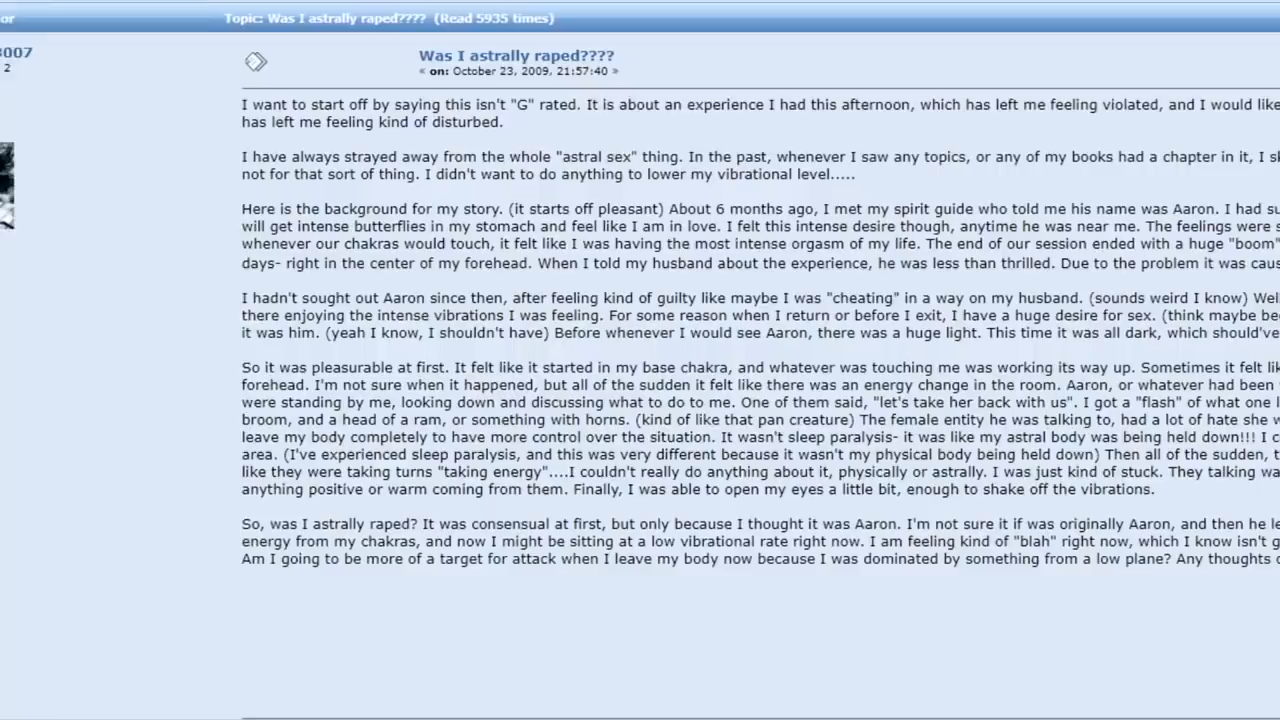 or
Topic: Was I astrally raped???? (Read 5935 times)
3007
2
Was I astrally raped????
« on: October 23, 2009, 21:57:40 »
I want to start off by saying this isn't "G" rated. It is about an experience I had this afternoon, which has left me feeling violated, and I would like
has left me feeling kind of disturbed.
I have always strayed away from the whole "astral sex" thing. In the past, whenever I saw any topics, or any of my books had a chapter in it, I sk
not for that sort of thing. I didn't want to do anything to lower my vibrational level.....
Here is the background for my story. (it starts off pleasant) About 6 months ago, I met my spirit guide who told me his name was Aaron. I had su
will get intense butterflies in my stomach and feel like I am in love. I felt this intense desire though, anytime he was near me. The feelings were s
whenever our chakras would touch, it felt like I was having the most intense orgasm of my life. The end of our session ended with a huge "boom"
days- right in the center of my forehead. When I told my husband about the experience, he was less than thrilled. Due to the problem it was caus
I hadn't sought out Aaron since then, after feeling kind of guilty like maybe I was "cheating" in a way on my husband. (sounds weird I know) Wel
there enjoying the intense vibrations I was feeling. For some reason when I return or before I exit, I have a huge desire for sex. (think maybe be
it was him. (yeah I know, I shouldn't have) Before whenever I would see Aaron, there was a huge light. This time it was all dark, which should've
So it was pleasurable at first. It felt like it started in my base chakra, and whatever was touching me was working its way up. Sometimes it felt lik
forehead. I'm not sure when it happened, but all of the sudden it felt like there was an energy change in the room. Aaron, or whatever had been
were standing by me, looking down and discussing what to do to me. One of them said, "let's take her back with us". I got a "flash" of what one l
broom, and a head of a ram, or something with horns. (kind of like that pan creature) The female entity he was talking to, had a lot of hate she w
leave my body completely to have more control over the situation. It wasn't sleep paralysis- it was like my astral body was being held down!!! I c
area. (I've experienced sleep paralysis, and this was very different because it wasn't my physical body being held down) Then all of the sudden, t
like they were taking turns "taking energy"....I couldn't really do anything about it, physically or astrally. I was just kind of stuck. They talking wa
anything positive or warm coming from them. Finally, I was able to open my eyes a little bit, enough to shake off the vibrations.
So, was I astrally raped? It was consensual at first, but only because I thought it was Aaron. I'm not sure it if was originally Aaron, and then he le
energy from my chakras, and now I might be sitting at a low vibrational rate right now. I am feeling kind of "blah" right now, which I know isn't g
Am I going to be more of a target for attack when I leave my body now because I was dominated by something from a low plane? Any thoughts o